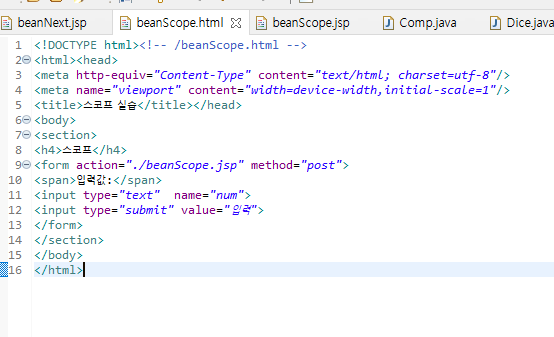 beanNext.jsp beanScope.html beanScope.jsp Comp.java Dice.java
1 <!DOCTYPE html><!-- /beanScope.html -->
2 <html><head>
3 <meta http-equiv="Content-Type" content="text/html; charset=utf-8"/>
4 <meta name="viewport" content="width=device-width,initial-scale=1"/>
5 <title>스코프 실습</title></head>
6 <body>
7 <section>
8 <h4>스코프</h4>
9 <form action="./beanScope.jsp" method="post">
10 <span>입력값:</span>
11 <input type="text"  name="num">
12 <input type="submit" value="입력">
13 </form>
14 </section>
15 </body>
16 </html>